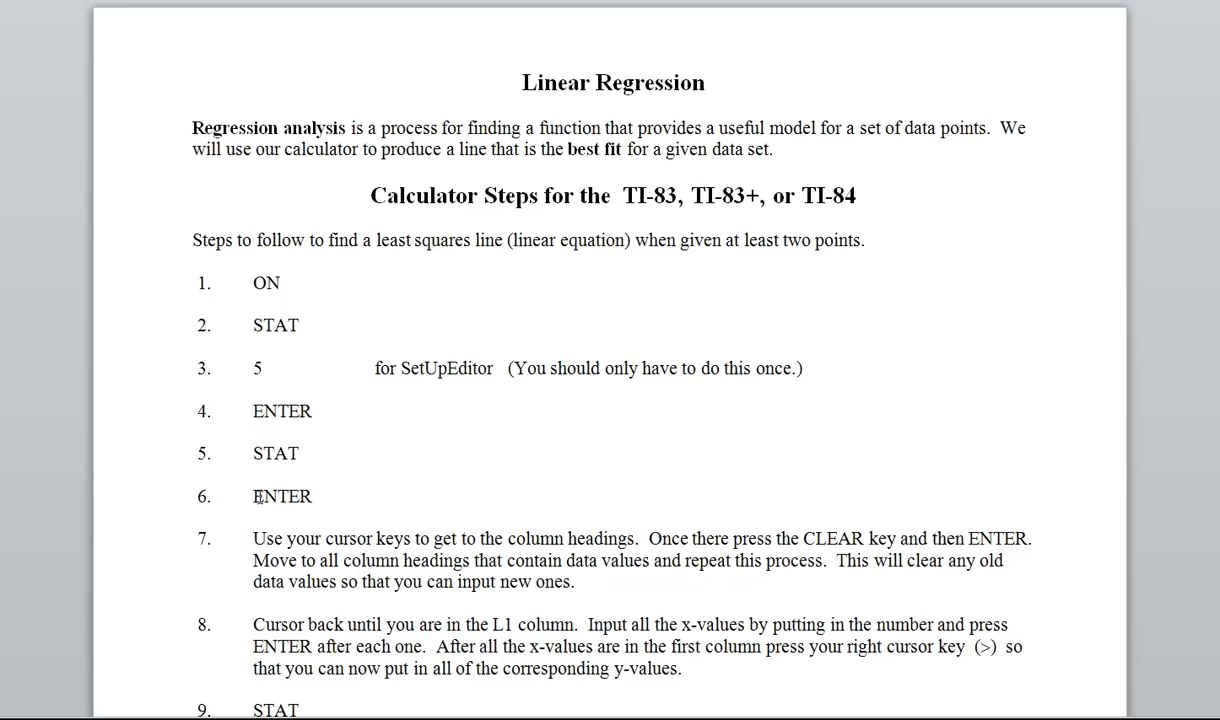 Linear Regression
Regression analysis is a process for finding a function that provides a useful model for a set of data points.  We
will use our calculator to produce a line that is the best fit for a given data set.
Calculator Steps for the  TI-83, TI-83+, or TI-84
Steps to follow to find a least squares line (linear equation) when given at least two points.
1. ON
2. STAT
3. 5 for SetUpEditor   (You should only have to do this once.)
4. ENTER
5. STAT
6. ENTER
7. Use your cursor keys to get to the column headings.  Once there press the CLEAR key and then ENTER.
Move to all column headings that contain data values and repeat this process.  This will clear any old
data values so that you can input new ones.
8. Cursor back until you are in the L1 column.  Input all the x-values by putting in the number and press
ENTER after each one.  After all the x-values are in the first column press your right cursor key  (>)  so
that you can now put in all of the corresponding y-values.
9. STAT